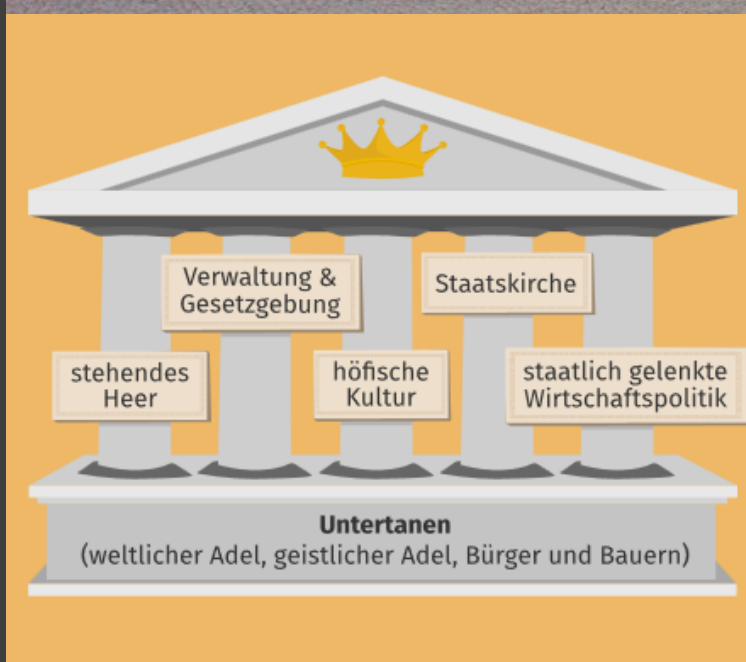 Verwaltung &
Gesetzgebung
Staatskirche
stehendes
Heer
höfische
Kultur
staatlich gelenkte
Wirtschaftspolitik
Untertanen
(weltlicher Adel, geistlicher Adel, Bürger und Bauern)